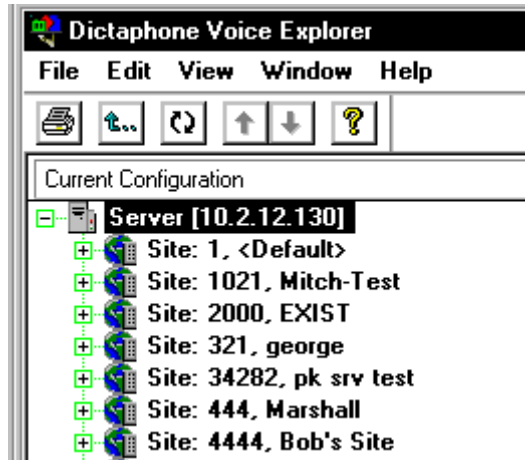 Dictaphone Voice Explorer
File Edit View Window Help
Current Configuration
Server [10.2.12.130]
Site: 1, <Default>
Site: 1021, Mitch-Test
Site: 2000, EXIST
Site: 321, george
Site: 34282, pk srv test
Site: 444, Marshall
Site: 4444, Bob's Site